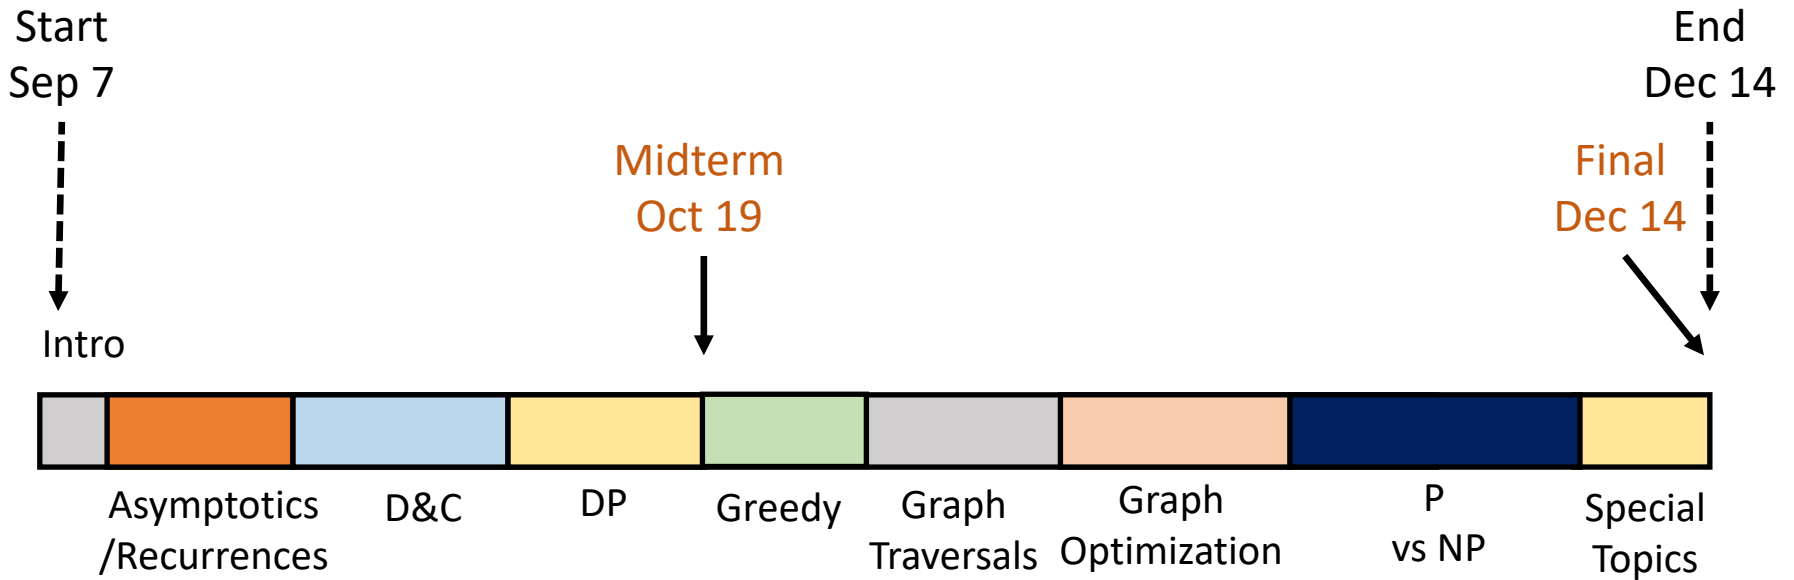 Start
Sep 7
End
Dec 14
Midterm
Oct 19
Final
Dec 14
Intro
Asymptotics
/Recurrences
D&C
DP
Greedy
Graph
Traversals
Graph
Optimization
P
vs NP
Special
Topics